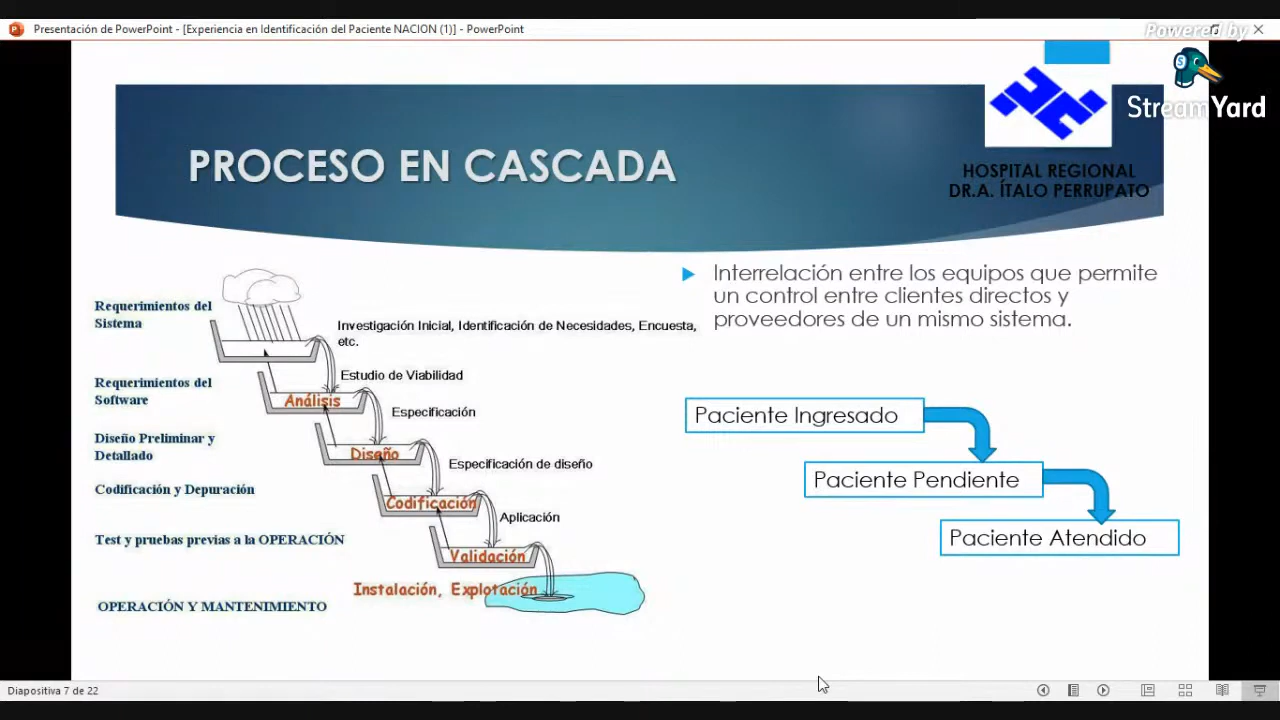 Presentación de PowerPoint - [Experiencia en Identificación del Paciente NACION (1)] - PowerPoint
Powered by
StreamYard
PROCESO EN CASCADA
HOSPITAL REGIONAL
DR.A. ÍTALO PERRUPATO
Requerimientos del
Sistema
Investigación Inicial, Identificación de Necesidades, Encuesta,
etc.
Estudio de Viabilidad
Requerimientos del
Software
Análisis
Especificación
Diseño Preliminar y
Detallado
Diseño
Especificación de diseño
Codificación y Depuración
Codificación
Aplicación
Test y pruebas previas a la OPERACIÓN
Validación
Instalación, Explotación
OPERACIÓN Y MANTENIMIENTO
Interrelación entre los equipos que permite
un control entre clientes directos y
proveedores de un mismo sistema.
Paciente Ingresado
Paciente Pendiente
Paciente Atendido
Diapositiva 7 de 22